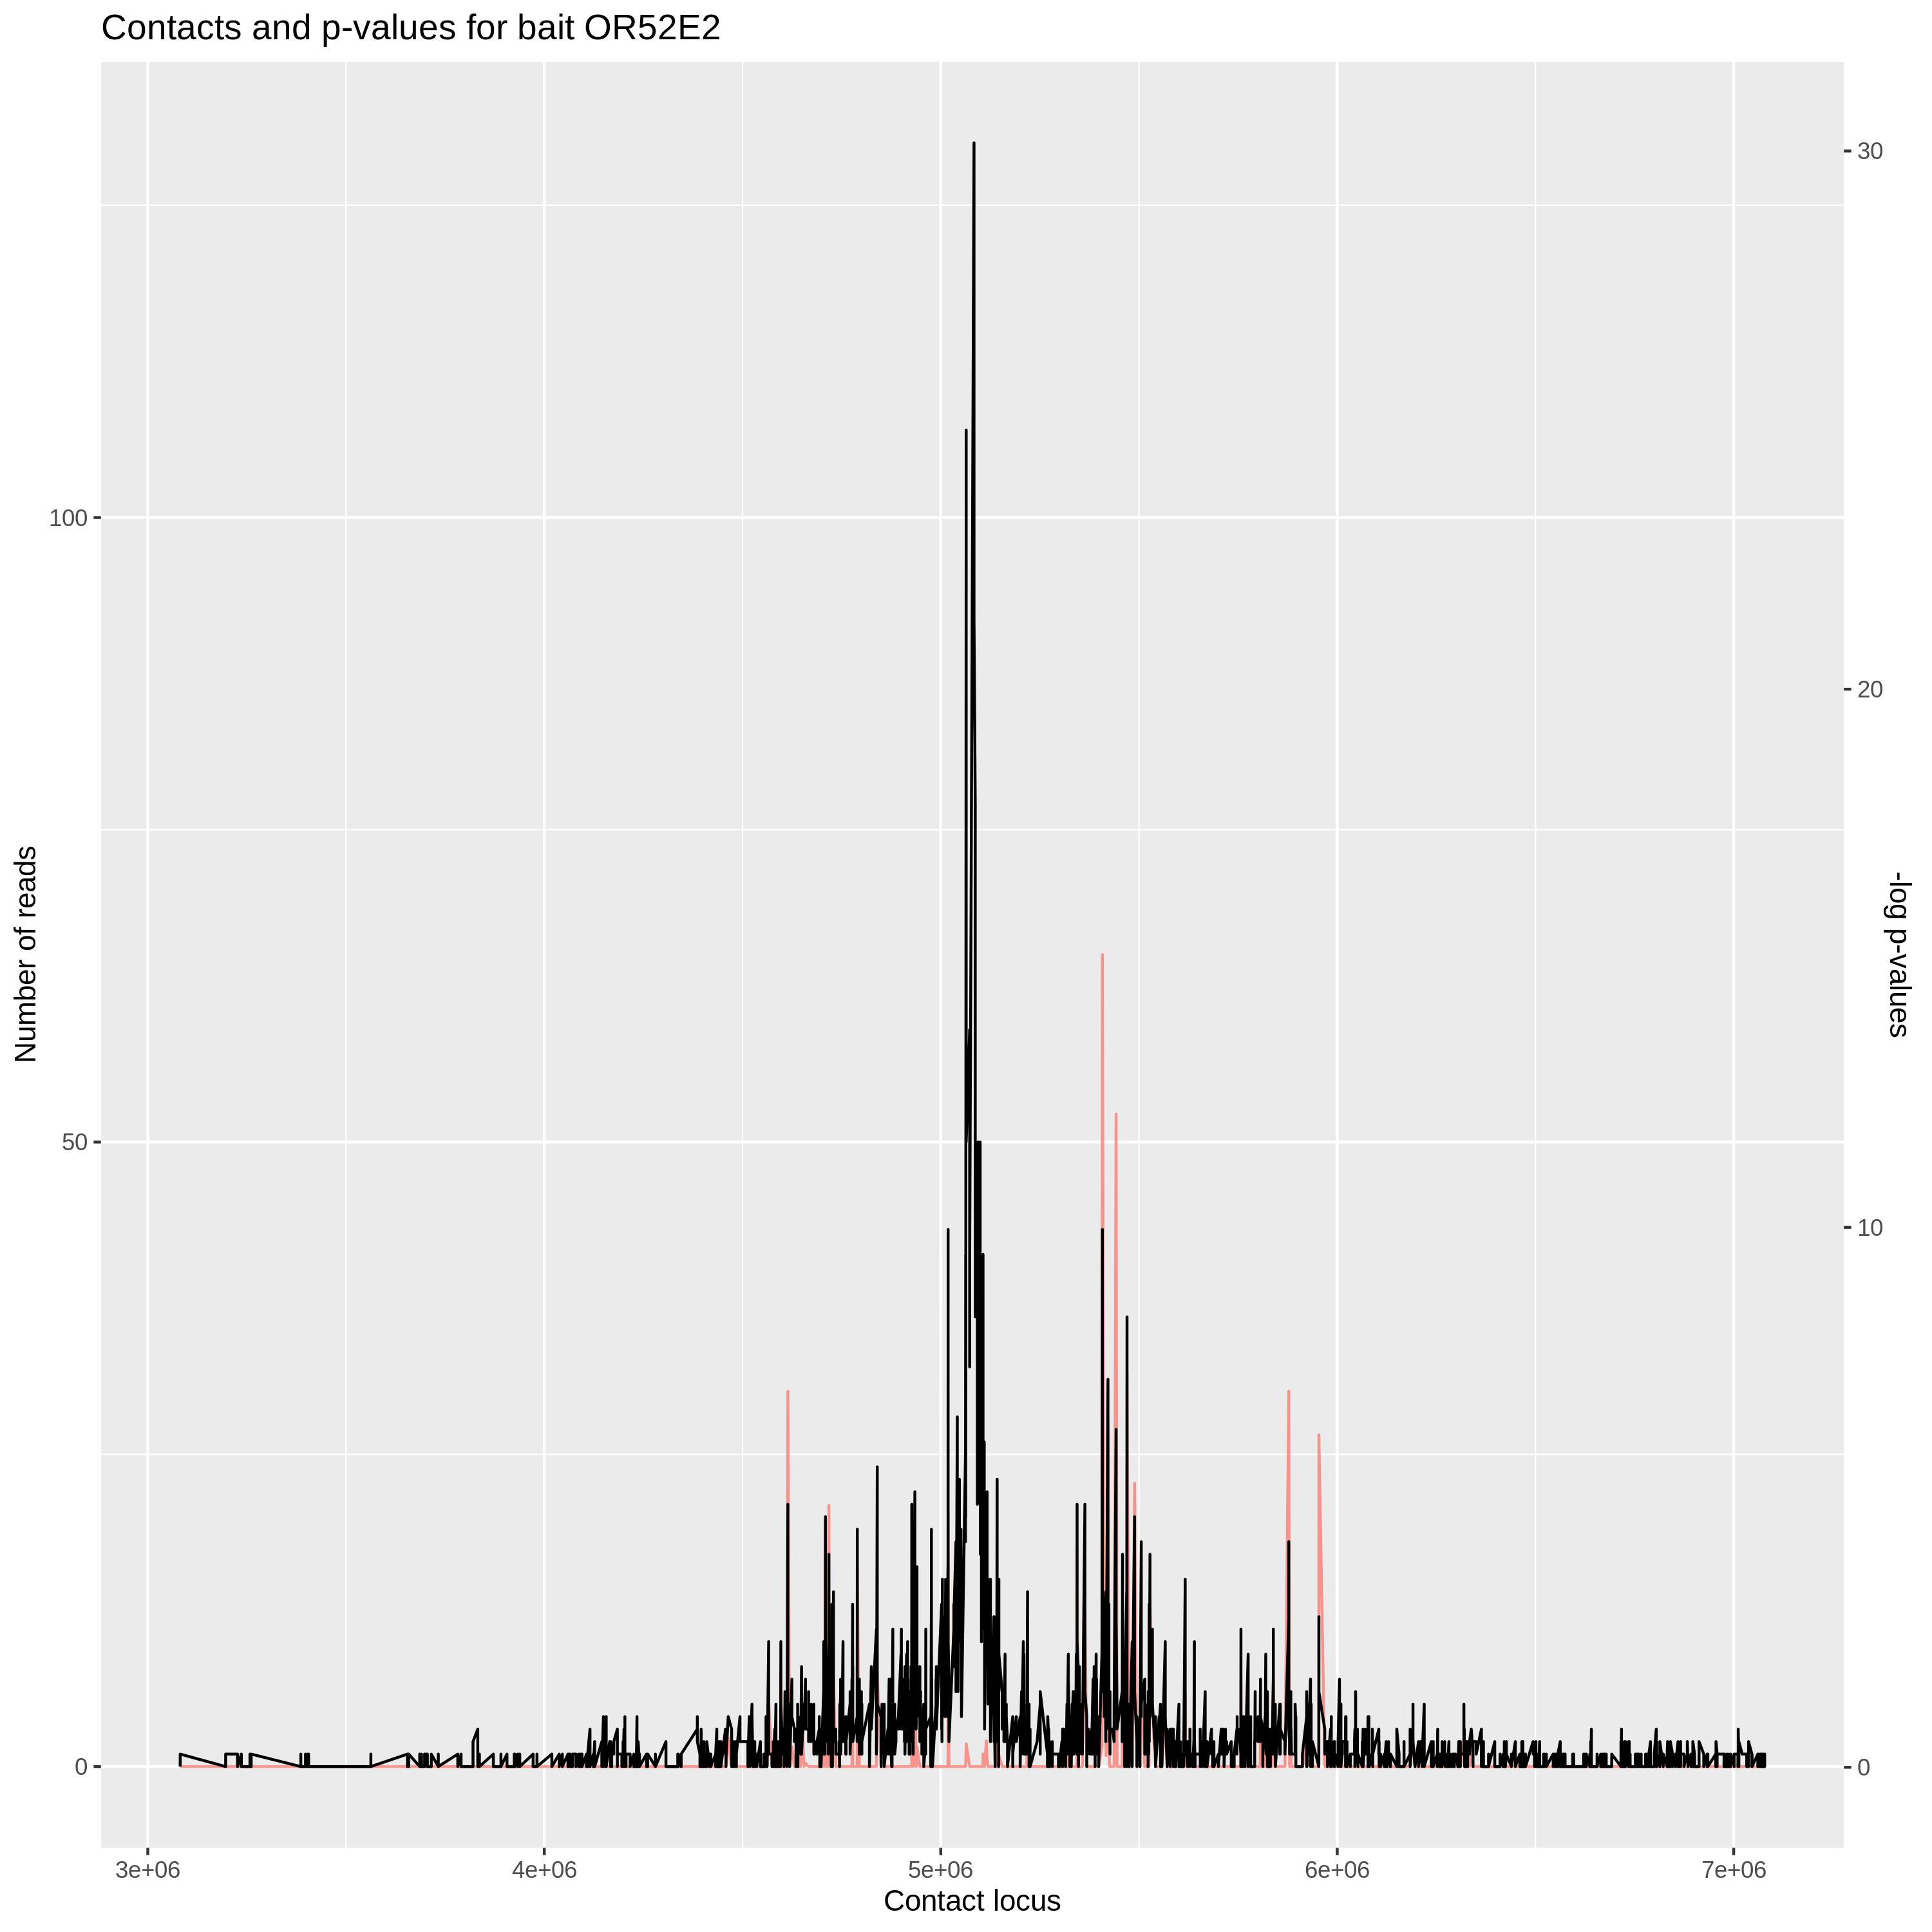 Contacts and p-values for bait OR52E2
30
100
20
Number of reads
-log p-values
50
10
0
0
3e+06
4e+06
5e+06
6e+06
7e+06
Contact locus